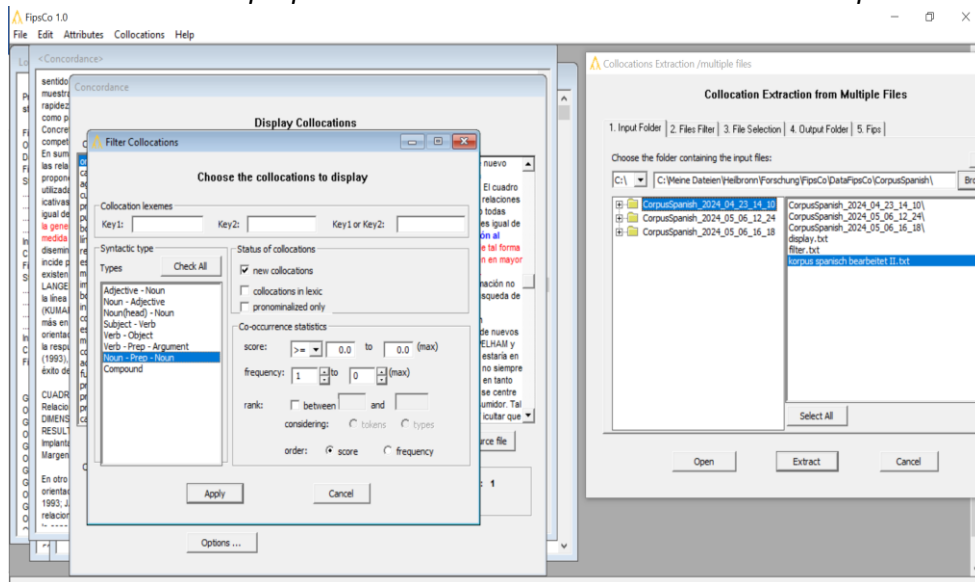 FipsCo 1.0
File Edit Attributes Collocations Help
<Concordance>
Concordance
Display Collocations
Filter Collocations
Choose the collocations to display
Collocation lexemes
Key1: Key2: Key1 or Key2:
Syntactic type
Types Check All
Adjective - Noun
Noun - Adjective
Noun(head) - Noun
Subject - Verb
Verb - Object
Verb - Prep - Argument
Noun - Prep - Noun
Compound
Status of collocations
new collocations
collocations in lexic
pronominalized only
Co-occurrence statistics
score: >= 0.0 to 0.0 (max)
frequency: 1 to 0 (max)
rank: between and
considering: tokens types
order: score frequency
Apply Cancel
Options ...
sentido
muestra
rapidez
como p
Concre
compet
En sum
las rela
propon
utilizada
icativas
igual de
la gene
medida
disemin
incide p
existen
LANGE
la línea
(KUMA
más en
orienta
la respu
(1993),
éxito de
CUADR
Relacio
DIMENS
RESULT
Implanta
Margen
En otro
orientac
1993; J.
relacion
nuevo
El cuadro
relaciones
todas
es igual de
ón al
e tal forma
n en mayor
mación no
squeda de
de nuevos
PELHAM y
estaría en
no siempre
en tanto
se centre
umidor. Tal
icultar que
rce file
: 1
Collocations Extraction /multiple files
Collocation Extraction from Multiple Files
1. Input Folder 2. Files Filter 3. File Selection 4. Output Folder 5. Fips
Choose the folder containing the input files:
C:\ C:\Meine Dateien\Heilbronn\Forschung\FipsCo\DataFipsCo\CorpusSpanish\ Bro
CorpusSpanish_2024_04_23_14_10
CorpusSpanish_2024_05_06_12_24
CorpusSpanish_2024_05_06_16_18
CorpusSpanish_2024_04_23_14_10\
CorpusSpanish_2024_05_06_12_24\
CorpusSpanish_2024_05_06_16_18\
display.txt
filter.txt
korpus spanisch bearbeitet II.txt
Select All
Open Extract Cancel